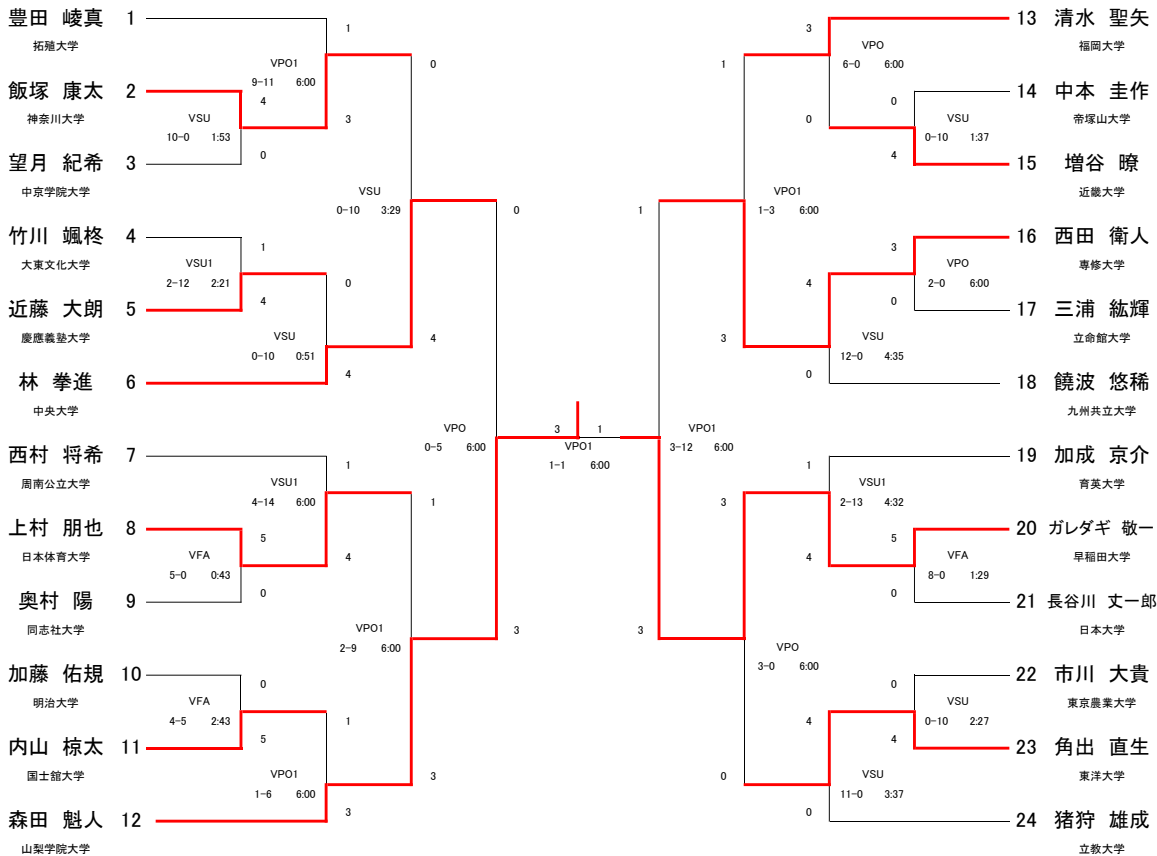 豊田 崚真 1
拓殖大学
1
VPO1
9-11 6:00
0
飯塚 康太 2
神奈川大学
4
3
VSU
10-0 1:53
0
望月 紀希 3
中京学院大学
VSU
0-10 3:29
0
竹川 颯柊 4
大東文化大学
1
VSU1
2-12 2:21
0
近藤 大朗 5
慶應義塾大学
4
VSU
0-10 0:51
4
林 拳進 6
中央大学
4
VPO
0-5 6:00
西村 将希 7
周南公立大学
1
VSU1
4-14 6:00
1
上村 朋也 8
日本体育大学
5
4
VFA
5-0 0:43
0
奥村 陽 9
同志社大学
VPO1
2-9 6:00
3
加藤 佑規 10
明治大学
0
VFA
4-5 2:43
1
内山 椋太 11
国士舘大学
5
VPO1
1-6 6:00
3
森田 魁人 12
山梨学院大学
3
3 1
VPO1
1-1 6:00
3
13 清水 聖矢
福岡大学
VPO
6-0 6:00
1
0
14 中本 圭作
帝塚山大学
VSU
0-10 1:37
0
4
15 増谷 暸
近畿大学
VPO1
1-3 6:00
1
3
16 西田 衛人
専修大学
VPO
2-0 6:00
4
0
17 三浦 紘輝
立命館大学
VSU
12-0 4:35
3
0
18 饒波 悠稀
九州共立大学
VPO1
3-12 6:00
1
19 加成 京介
育英大学
VSU1
2-13 4:32
3
5
20 ガレダギ 敬一
早稲田大学
VFA
8-0 1:29
4
0
21 長谷川 丈一郎
日本大学
3
VPO
3-0 6:00
0
22 市川 大貴
東京農業大学
VSU
0-10 2:27
4
4
23 角出 直生
東洋大学
VSU
11-0 3:37
0
0
24 猪狩 雄成
立教大学